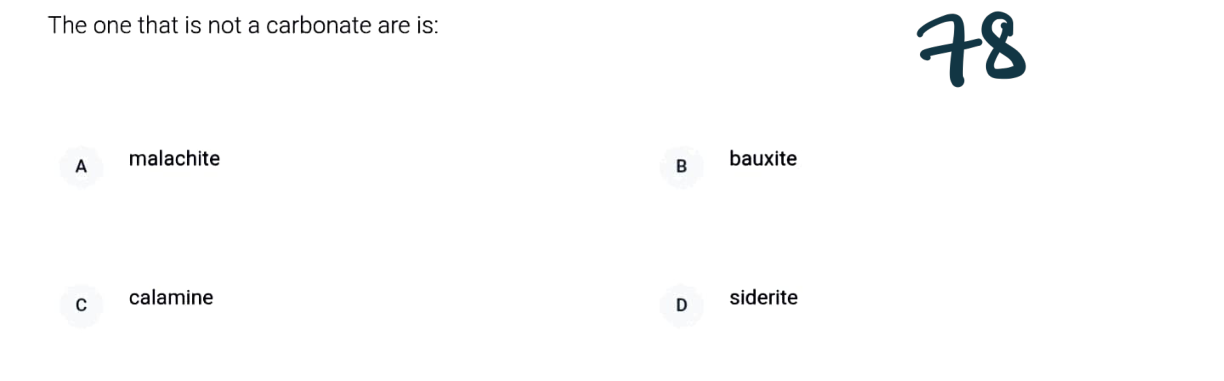 The one that is not a carbonate are is:
78
A malachite
B bauxite
C calamine
D siderite